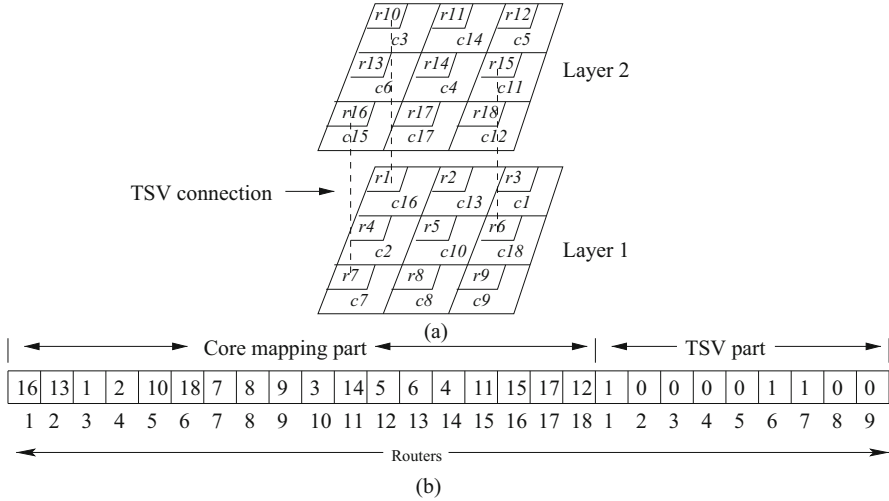 r10 r11 r12
c3 c14 c5
r13 r14 r15
c6 c4 c11
r16 r17 r18
c15 c17 c12
Layer 2
TSV connection
r1 r2 r3
c16 c13 c1
r4 r5 r6
c2 c10 c18
r7 r8 r9
c7 c8 c9
Layer 1
(a)
Core mapping part TSV part
16 13 1 2 10 18 7 8 9 3 14 5 6 4 11 15 17 12 1 0 0 0 0 1 1 0 0
1 2 3 4 5 6 7 8 9 10 11 12 13 14 15 16 17 18 1 2 3 4 5 6 7 8 9
Routers
(b)